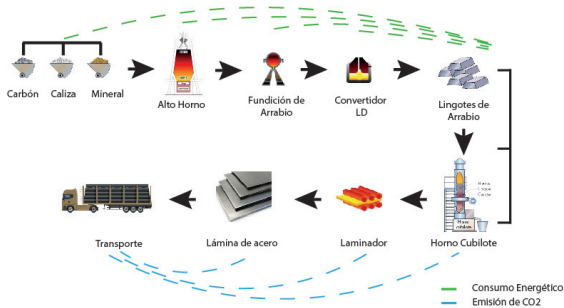 Carbón
Caliza
Mineral
Alto Horno
Fundición de
Arrabio
Convertidor
LD
Lingotes de
Arrabio
Transporte
Lámina de acero
Laminador
Horno Cubilote
Consumo Energético
Emisión de CO2